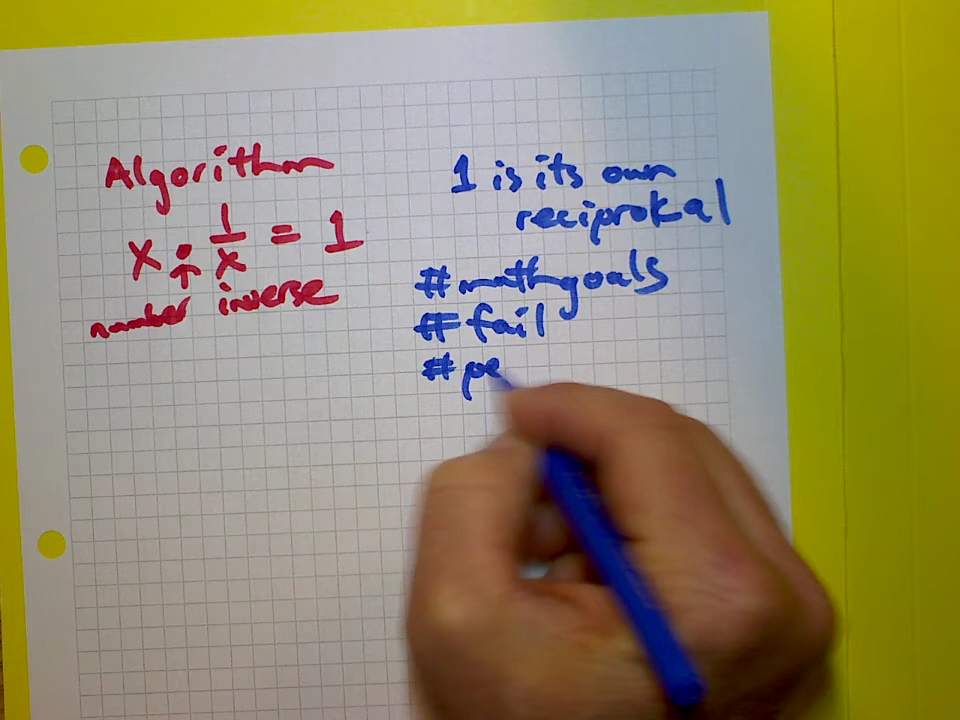 Algorithm
x · 1/x = 1
↑
number inverse
1 is its own
reciprokal
#mathgoals
#fail
#pe